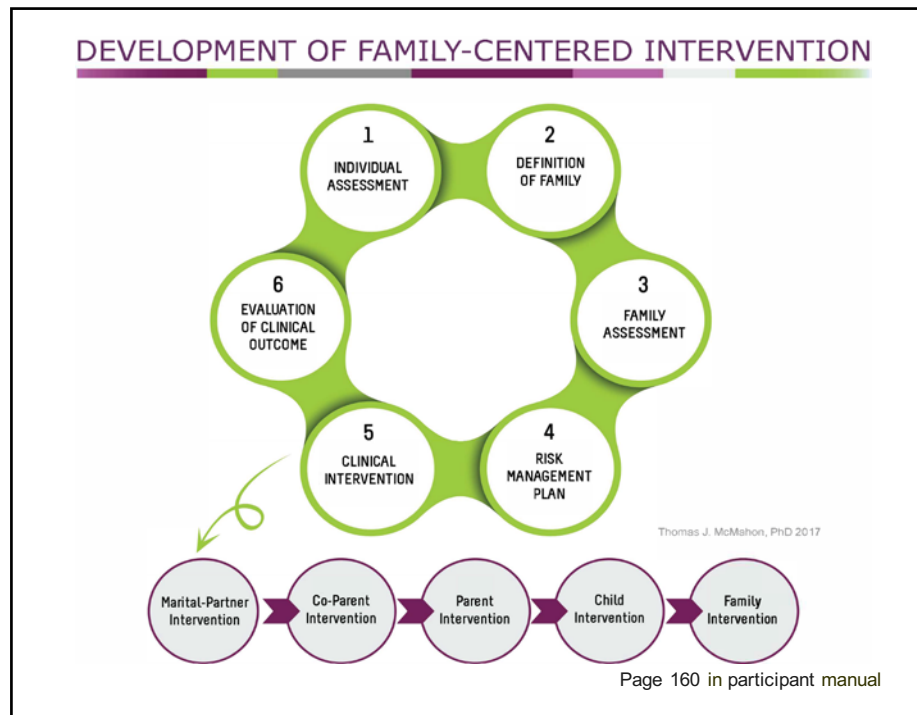 DEVELOPMENT OF FAMILY-CENTERED INTERVENTION
1
INDIVIDUAL
ASSESSMENT
2
DEFINITION
OF FAMILY
3
FAMILY
ASSESSMENT
4
RISK
MANAGEMENT
PLAN
5
CLINICAL
INTERVENTION
6
EVALUATION
OF CLINICAL
OUTCOME
Thomas J. McMahon, PhD 2017
Marital-Partner
Intervention
Co-Parent
Intervention
Parent
Intervention
Child
Intervention
Family
Intervention
Page 160 in participant manual